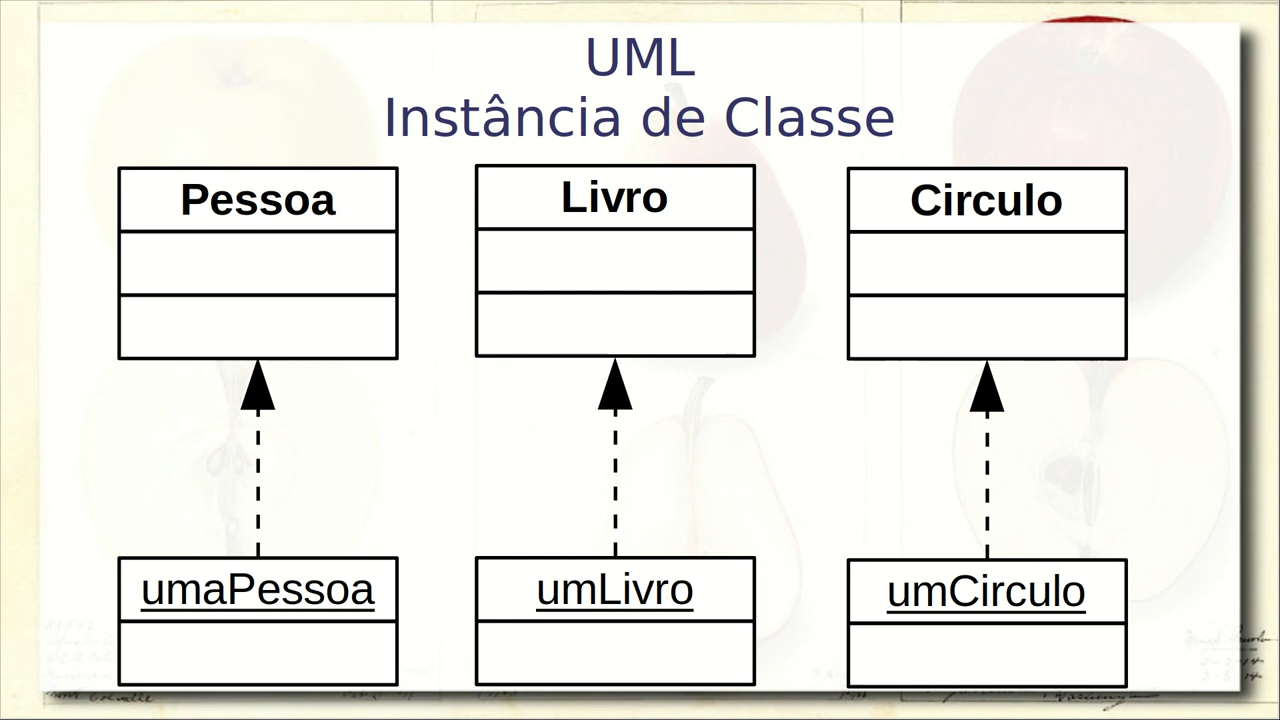 UML
Instância de Classe
Pessoa
Livro
Circulo
umaPessoa
umLivro
umCirculo